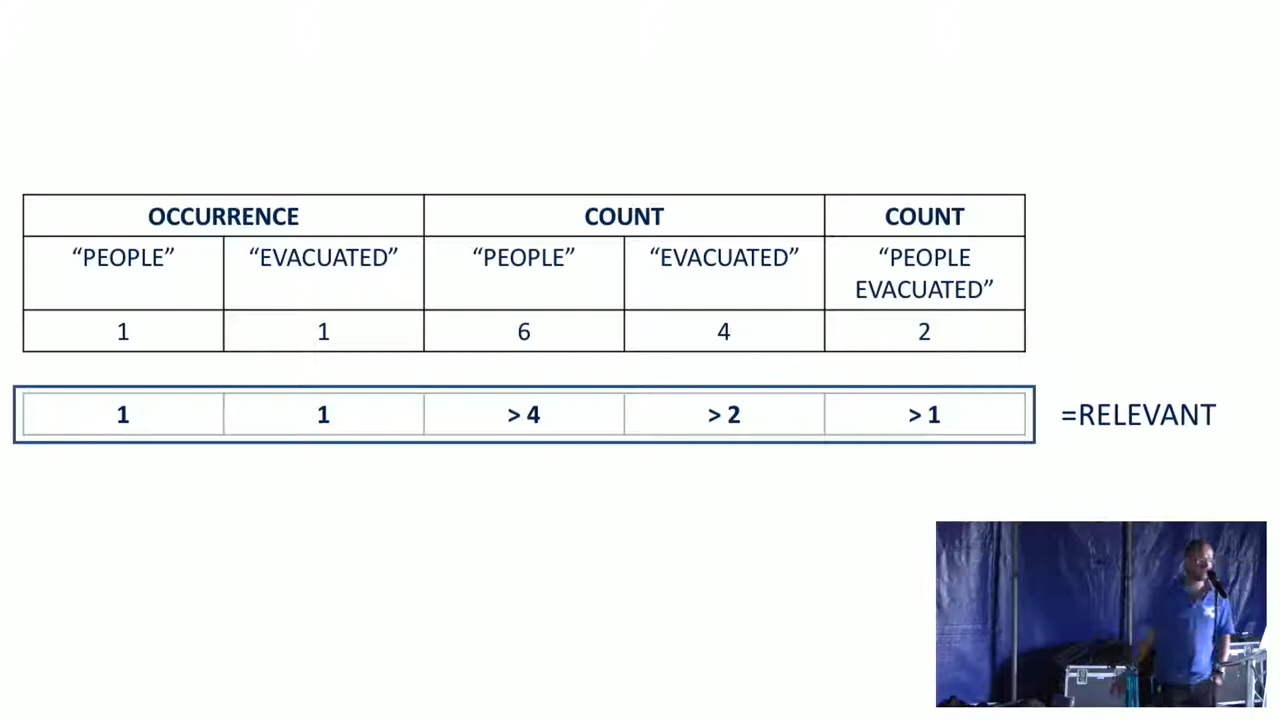 OCCURRENCE COUNT COUNT
“PEOPLE” “EVACUATED” “PEOPLE” “EVACUATED” “PEOPLE
EVACUATED”
1 1 6 4 2
1 1 > 4 > 2 > 1 =RELEVANT